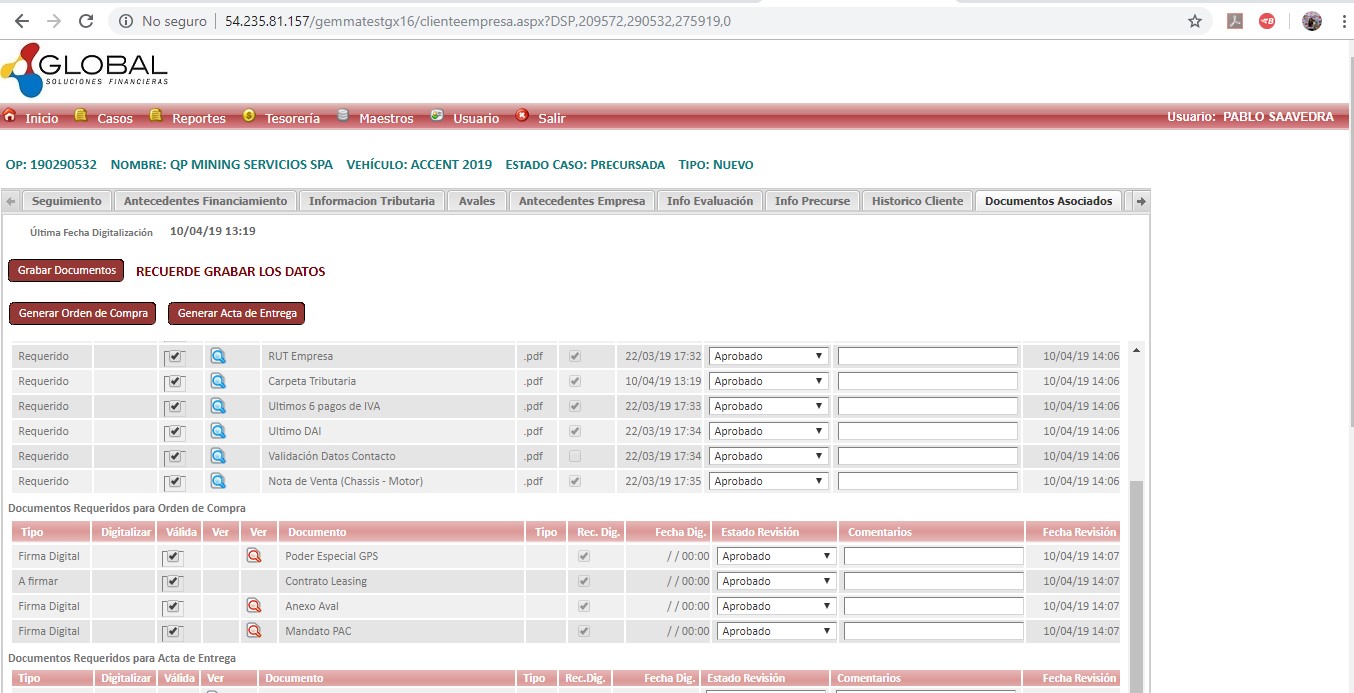 No seguro | 54.235.81.157/gemmatestgx16/clienteempresa.aspx?DSP,209572,290532,275919,0
GLOBAL
SOLUCIONES FINANCIERAS
Inicio Casos Reportes Tesorería Maestros Usuario Salir Usuario: PABLO SAAVEDRA
OP: 190290532 NOMBRE: QP MINING SERVICIOS SPA VEHÍCULO: ACCENT 2019 ESTADO CASO: PRECURSADA TIPO: NUEVO
Seguimiento Antecedentes Financiamiento Informacion Tributaria Avales Antecedentes Empresa Info Evaluación Info Precurse Historico Cliente Documentos Asociados
Última Fecha Digitalización 10/04/19 13:19
Grabar Documentos RECUERDE GRABAR LOS DATOS
Generar Orden de Compra Generar Acta de Entrega
Requerido RUT Empresa .pdf 22/03/19 17:32 Aprobado 10/04/19 14:06
Requerido Carpeta Tributaria .pdf 10/04/19 13:19 Aprobado 10/04/19 14:06
Requerido Ultimos 6 pagos de IVA .pdf 22/03/19 17:33 Aprobado 10/04/19 14:06
Requerido Ultimo DAI .pdf 22/03/19 17:34 Aprobado 10/04/19 14:06
Requerido Validación Datos Contacto .pdf 22/03/19 17:34 Aprobado 10/04/19 14:06
Requerido Nota de Venta (Chassis - Motor) .pdf 22/03/19 17:35 Aprobado 10/04/19 14:06
Documentos Requeridos para Orden de Compra
Tipo Digitalizar Válida Ver Ver Documento Tipo Rec. Dig. Fecha Dig. Estado Revisión Comentarios Fecha Revisión
Firma Digital Poder Especial GPS / / 00:00 Aprobado 10/04/19 14:07
A firmar Contrato Leasing / / 00:00 Aprobado 10/04/19 14:07
Firma Digital Anexo Aval / / 00:00 Aprobado 10/04/19 14:07
Firma Digital Mandato PAC / / 00:00 Aprobado 10/04/19 14:07
Documentos Requeridos para Acta de Entrega
Tipo Digitalizar Válida Ver Documento Tipo Rec.Dig. Fecha Dig. Estado Revisión Comentarios Fecha Revisión